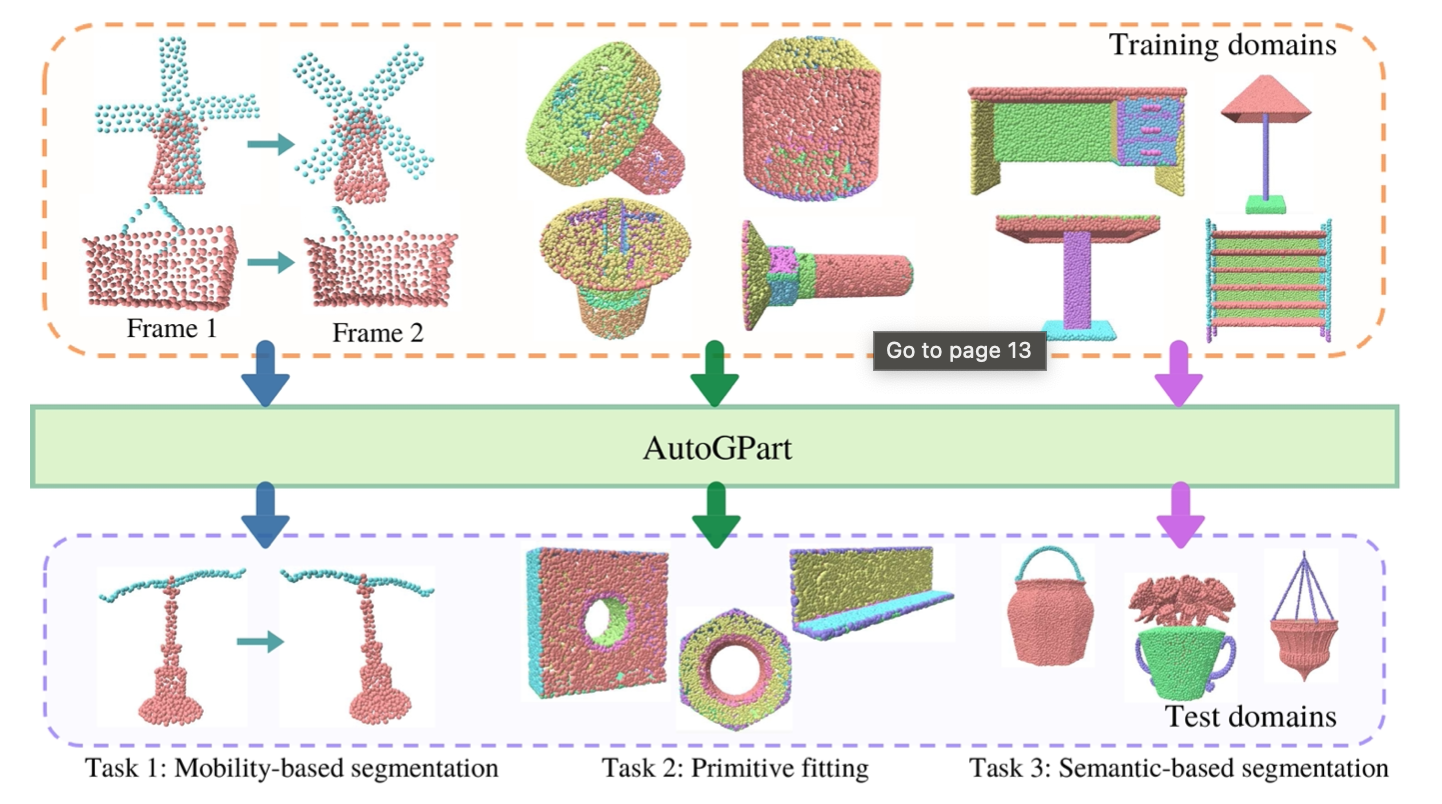 Training domains
Frame 1
Frame 2
Go to page 13
AutoGPart
Test domains
Task 1: Mobility-based segmentation
Task 2: Primitive fitting
Task 3: Semantic-based segmentation